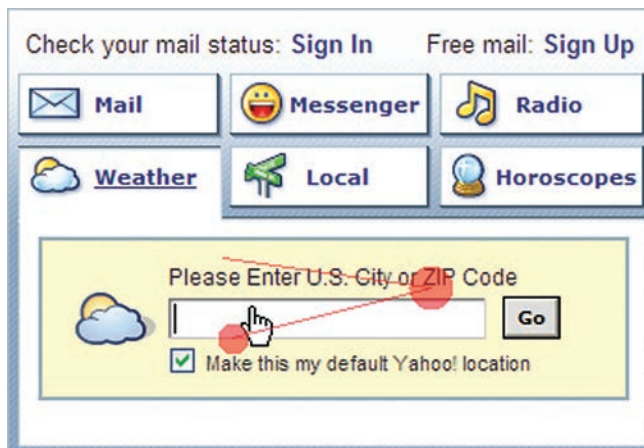 Check your mail status: Sign In Free mail: Sign Up
Mail Messenger Radio
Weather Local Horoscopes
Please Enter U.S. City or ZIP Code
Go
Make this my default Yahoo! location